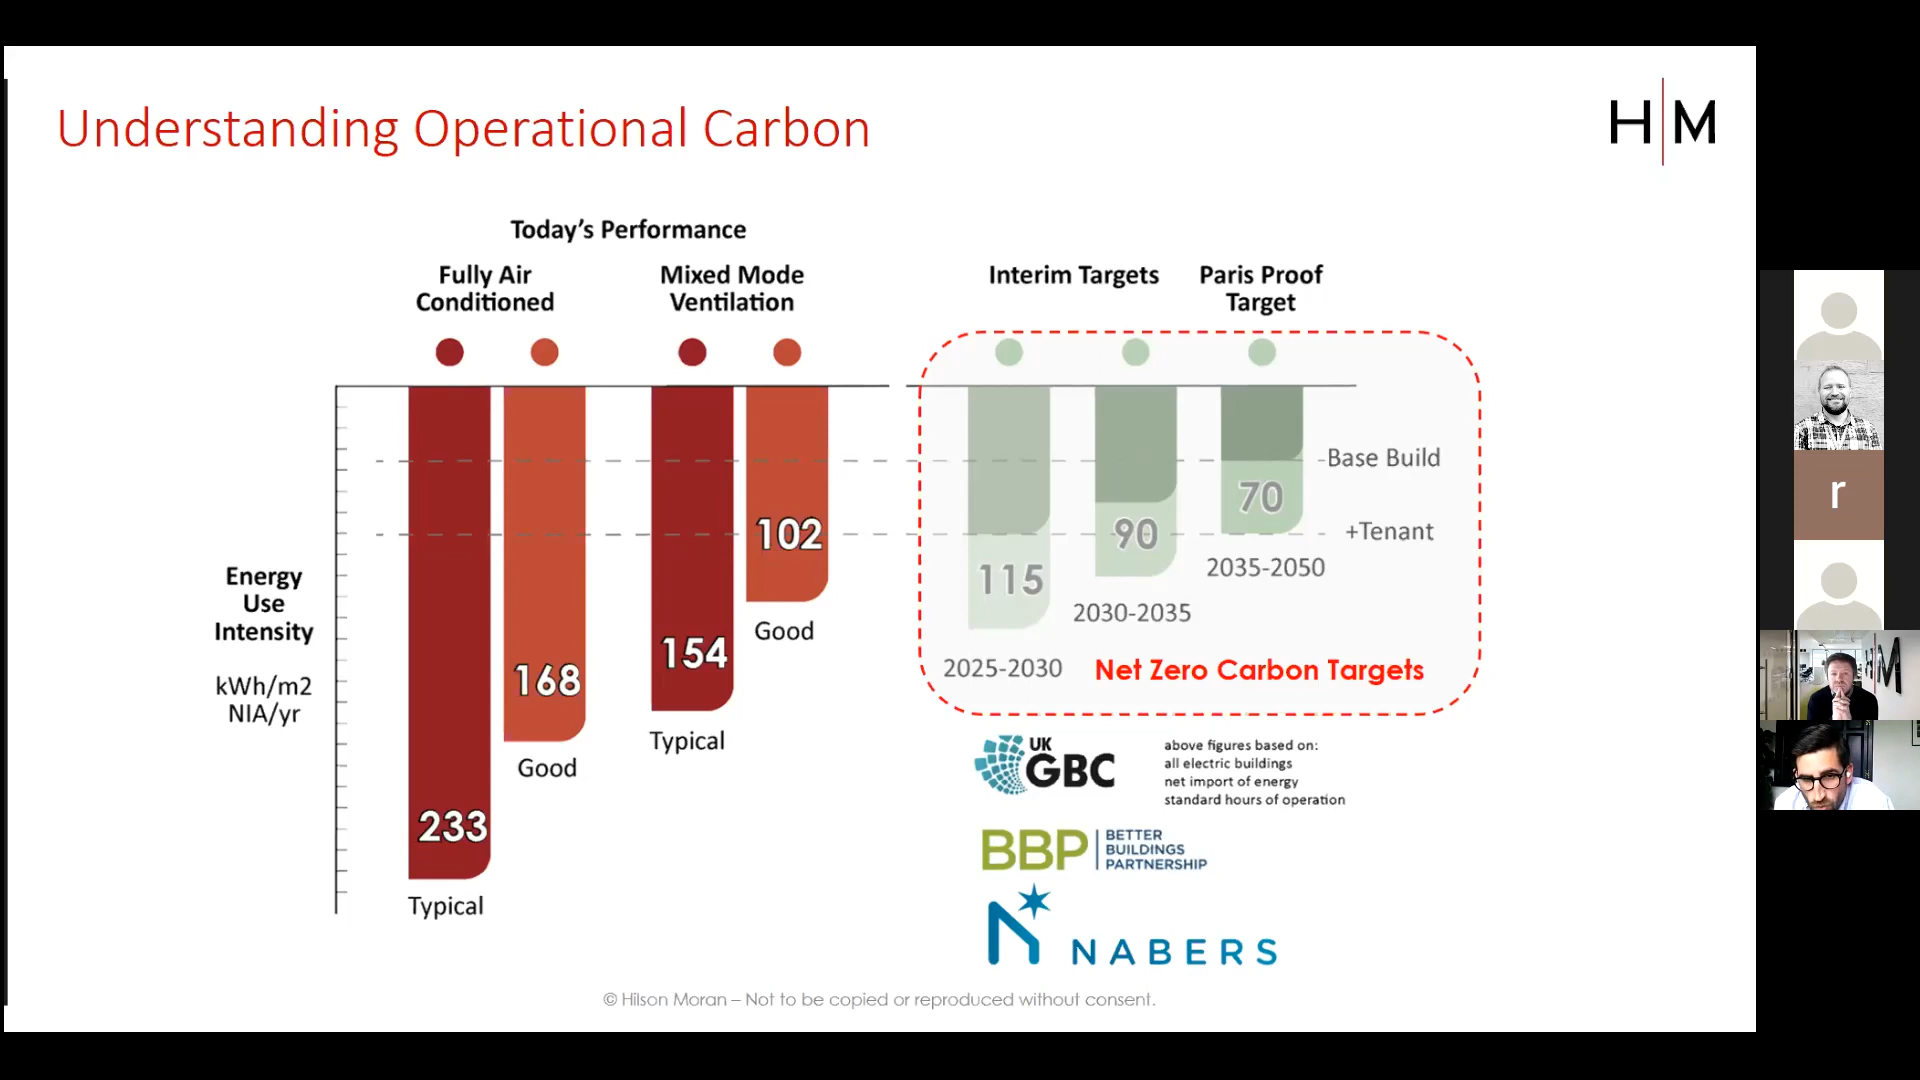 Understanding Operational Carbon
H M
Today's Performance
Fully Air
Conditioned
Mixed Mode
Ventilation
Interim Targets
Paris Proof
Target
Energy
Use
Intensity
kWh/m2
NIA/yr
233
Typical
168
Good
154
Typical
102
Good
115
2025-2030
90
2030-2035
70
2035-2050
Base Build
+Tenant
Net Zero Carbon Targets
UK
GBC
above figures based on:
all electric buildings
net import of energy
standard hours of operation
BBP
BETTER
BUILDINGS
PARTNERSHIP
NABERS
© Hilson Moran – Not to be copied or reproduced without consent.
r
M